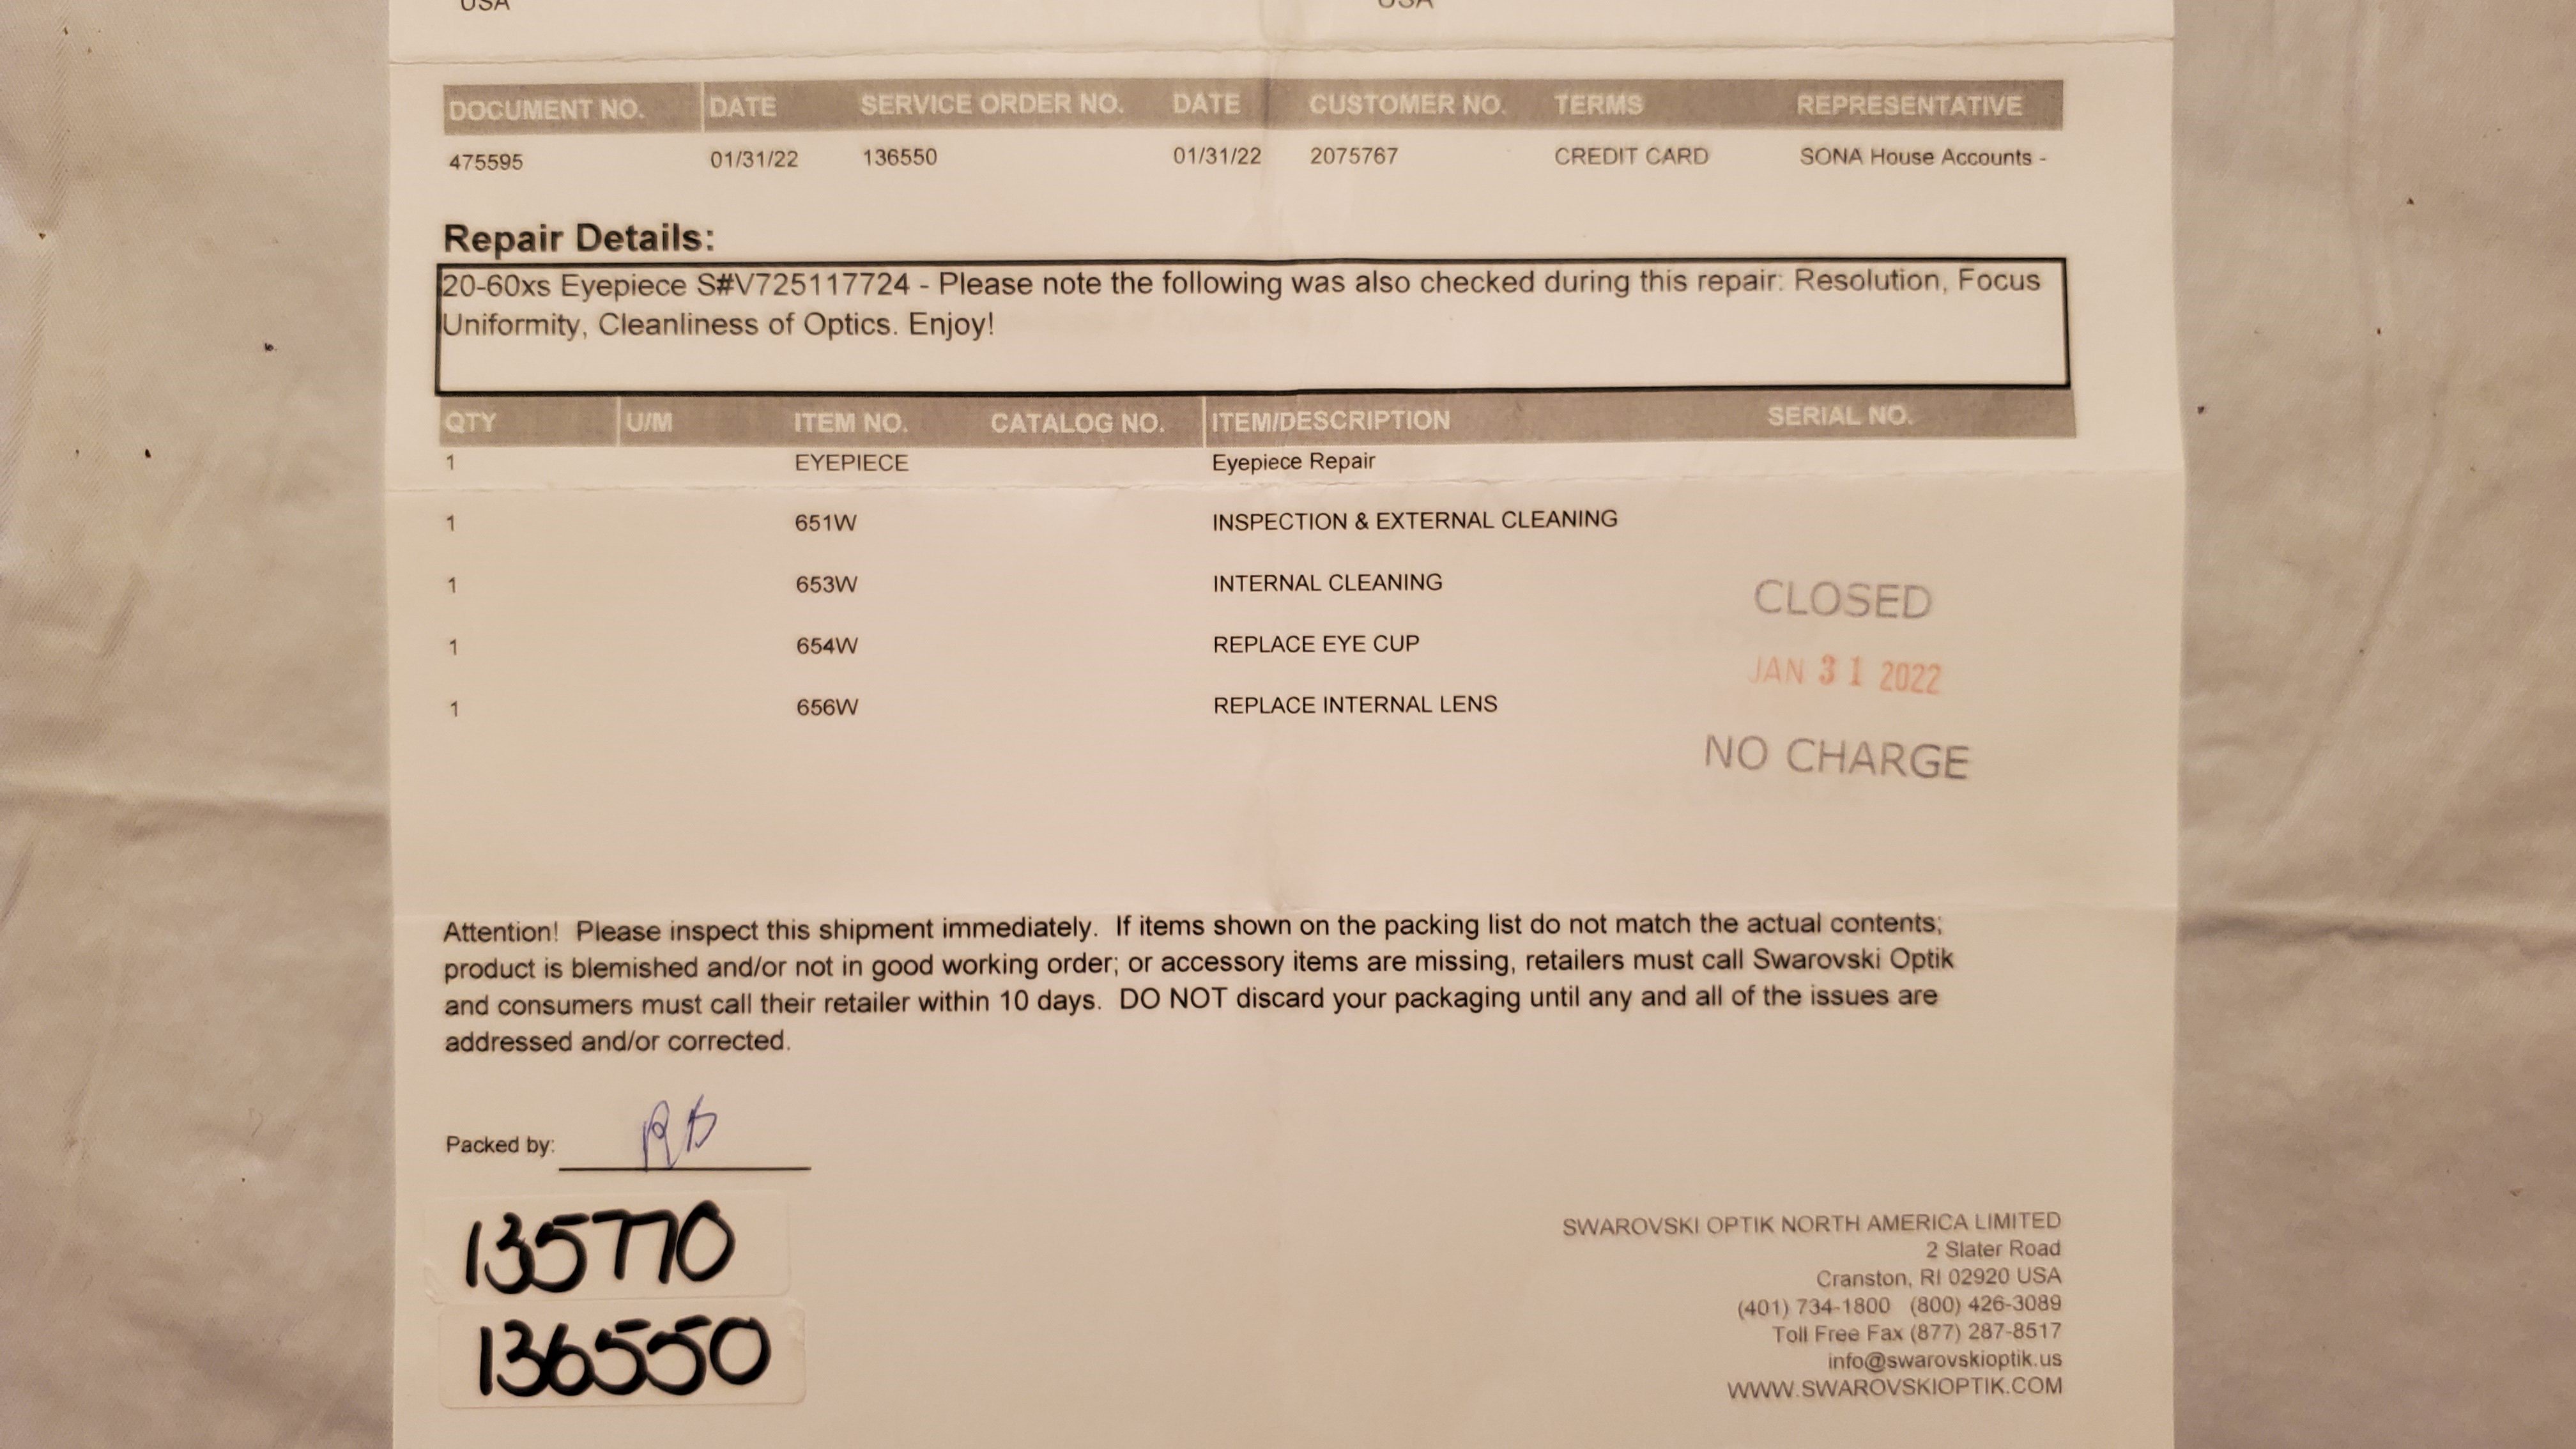 USA USA
DOCUMENT NO. DATE SERVICE ORDER NO. DATE CUSTOMER NO. TERMS REPRESENTATIVE
475595 01/31/22 136550 01/31/22 2075767 CREDIT CARD SONA House Accounts -
Repair Details:
20-60xs Eyepiece S#V725117724 - Please note the following was also checked during this repair: Resolution, Focus
Uniformity, Cleanliness of Optics. Enjoy!
QTY U/M ITEM NO. CATALOG NO. ITEM/DESCRIPTION SERIAL NO.
1 EYEPIECE Eyepiece Repair
1 651W INSPECTION & EXTERNAL CLEANING
1 653W INTERNAL CLEANING
CLOSED
1 654W REPLACE EYE CUP
JAN 31 2022
1 656W REPLACE INTERNAL LENS
NO CHARGE
Attention! Please inspect this shipment immediately. If items shown on the packing list do not match the actual contents;
product is blemished and/or not in good working order; or accessory items are missing, retailers must call Swarovski Optik
and consumers must call their retailer within 10 days. DO NOT discard your packaging until any and all of the issues are
addressed and/or corrected.
Packed by:
135770
136550
SWAROVSKI OPTIK NORTH AMERICA LIMITED
2 Slater Road
Cranston, RI 02920 USA
(401) 734-1800 (800) 426-3089
Toll Free Fax (877) 287-8517
info@swarovskioptik.us
WWW.SWAROVSKIOPTIK.COM